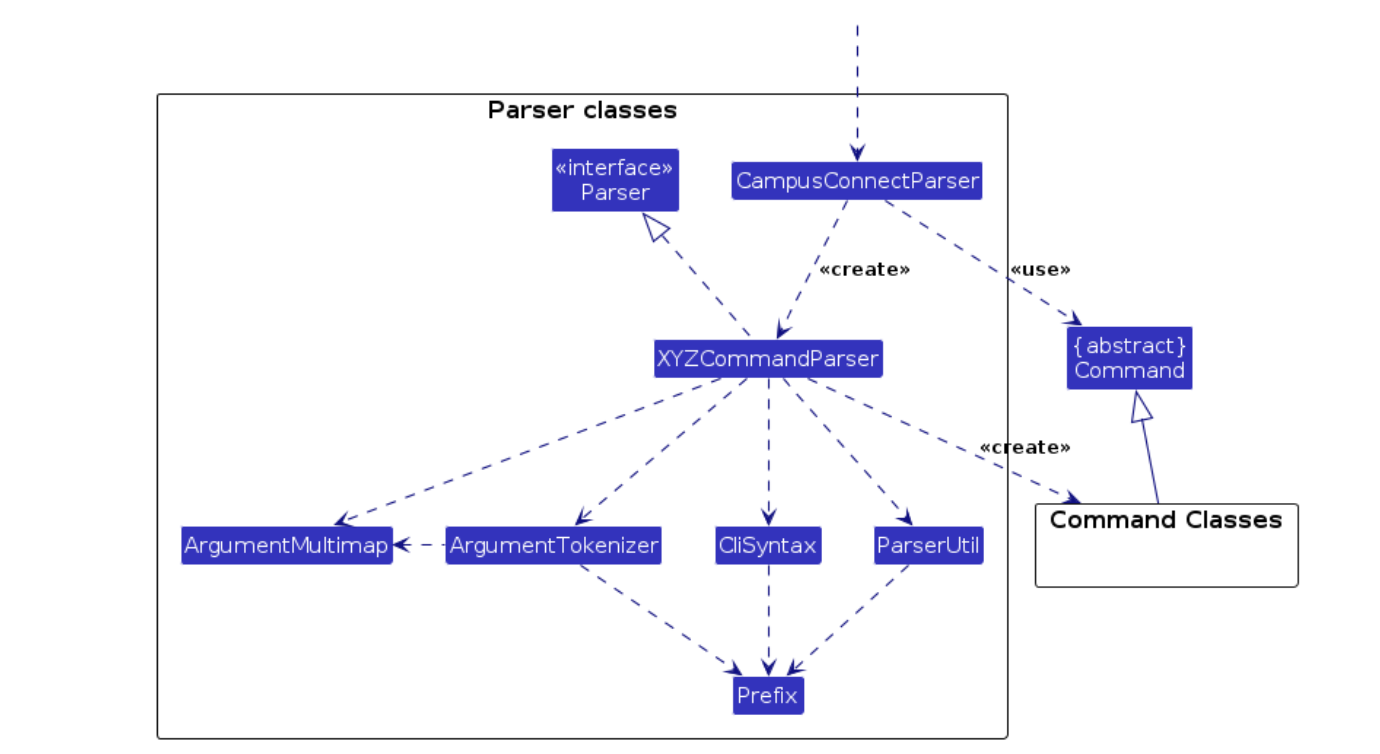 Parser classes
«interface»
Parser
CampusConnectParser
«create»
«use»
{abstract}
Command
XYZCommandParser
«create»
Command Classes
ArgumentMultimap
ArgumentTokenizer
CliSyntax
ParserUtil
Prefix